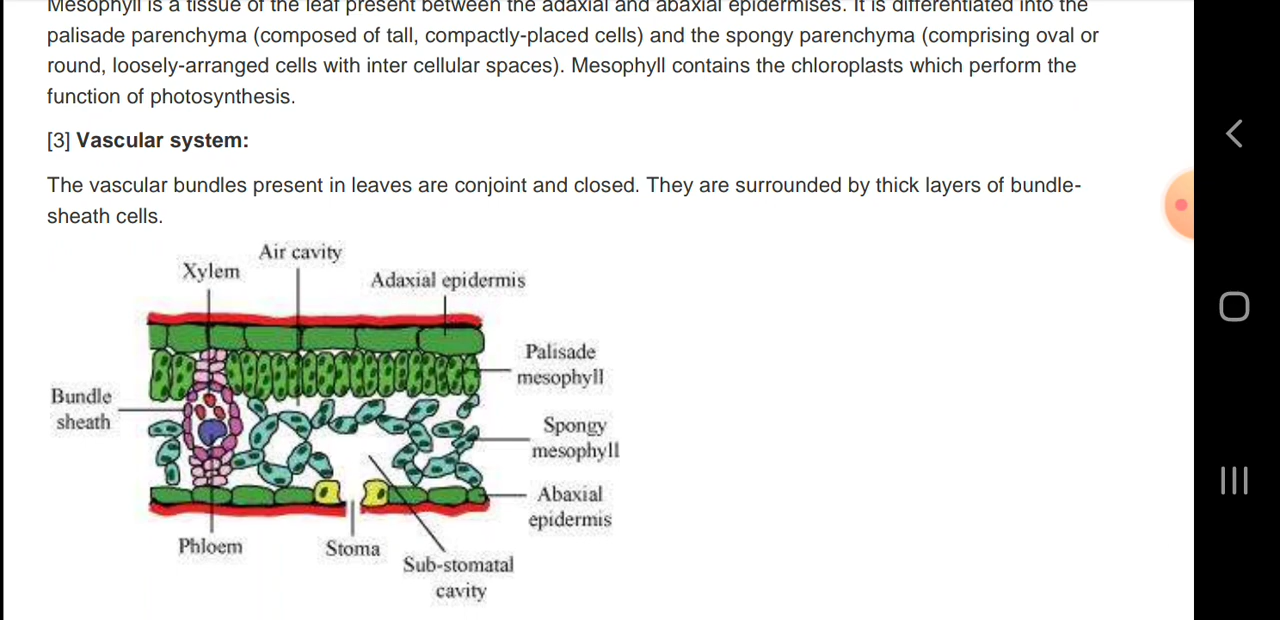 Mesophyll is a tissue of the leaf present between the adaxial and abaxial epidermises. It is differentiated into the
palisade parenchyma (composed of tall, compactly-placed cells) and the spongy parenchyma (comprising oval or
round, loosely-arranged cells with inter cellular spaces). Mesophyll contains the chloroplasts which perform the
function of photosynthesis.
[3] Vascular system:
The vascular bundles present in leaves are conjoint and closed. They are surrounded by thick layers of bundle-
sheath cells.
Air cavity
Xylem
Adaxial epidermis
Palisade
mesophyll
Bundle
sheath
Spongy
mesophyll
Abaxial
epidermis
Phloem
Stoma
Sub-stomatal
cavity